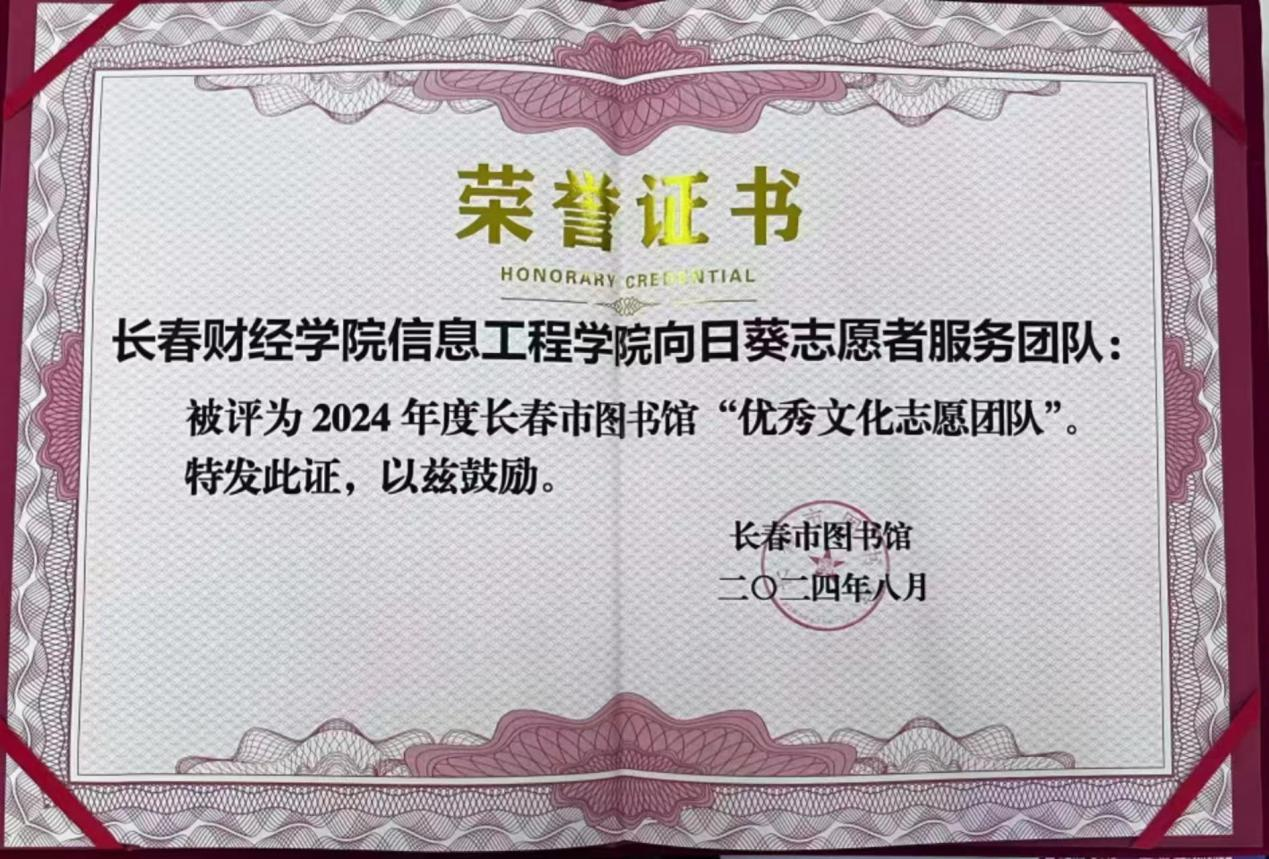 荣誉证书
HONORARY CREDENTIAL
长春财经学院信息工程学院向日葵志愿者服务团队：
被评为 2024 年度长春市图书馆“优秀文化志愿团队”。
特发此证，以兹鼓励。
长春市图书馆
二〇二四年八月